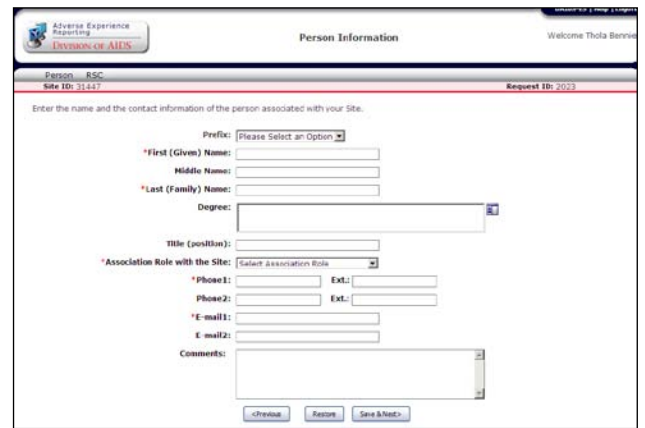 Adverse Experience
Reporting
DIVISION OF AIDS
Person Information
Welcome Thola Bennie
Person RSC
Site ID: 31447 Request ID: 2023
Enter the name and the contact information of the person associated with your Site.
Prefix: Please Select an Option
*First (Given) Name:
Middle Name:
*Last (Family) Name:
Degree:
Title (position):
*Association Role with the Site: Select Association Role
*Phone1: Ext.:
Phone2: Ext.:
*E-mail1:
E-mail2:
Comments:
<Previous Restore Save & Next>